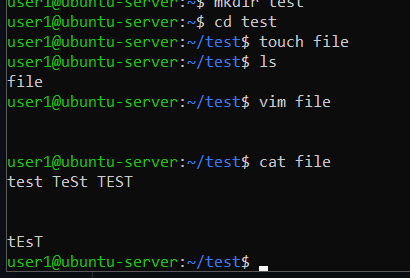 user1@ubuntu-server:~$ mkdir test
user1@ubuntu-server:~$ cd test
user1@ubuntu-server:~/test$ touch file
user1@ubuntu-server:~/test$ ls
file
user1@ubuntu-server:~/test$ vim file
user1@ubuntu-server:~/test$ cat file
test TeSt TEST
tEsT
user1@ubuntu-server:~/test$